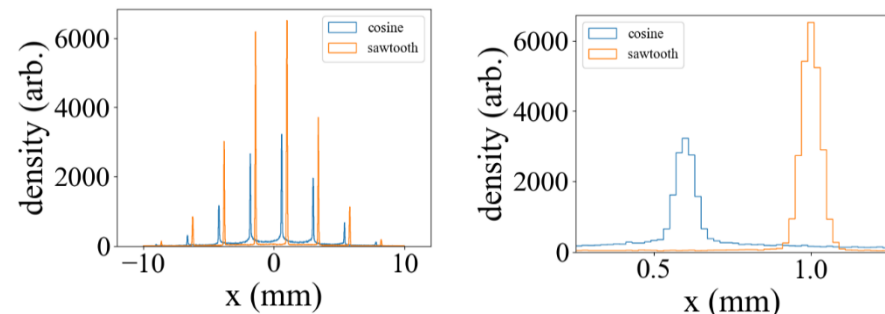 density (arb.)
6000
4000
2000
0
−10
0
10
x (mm)
cosine
sawtooth
density (arb.)
6000
4000
2000
0
0.5
1.0
x (mm)
cosine
sawtooth